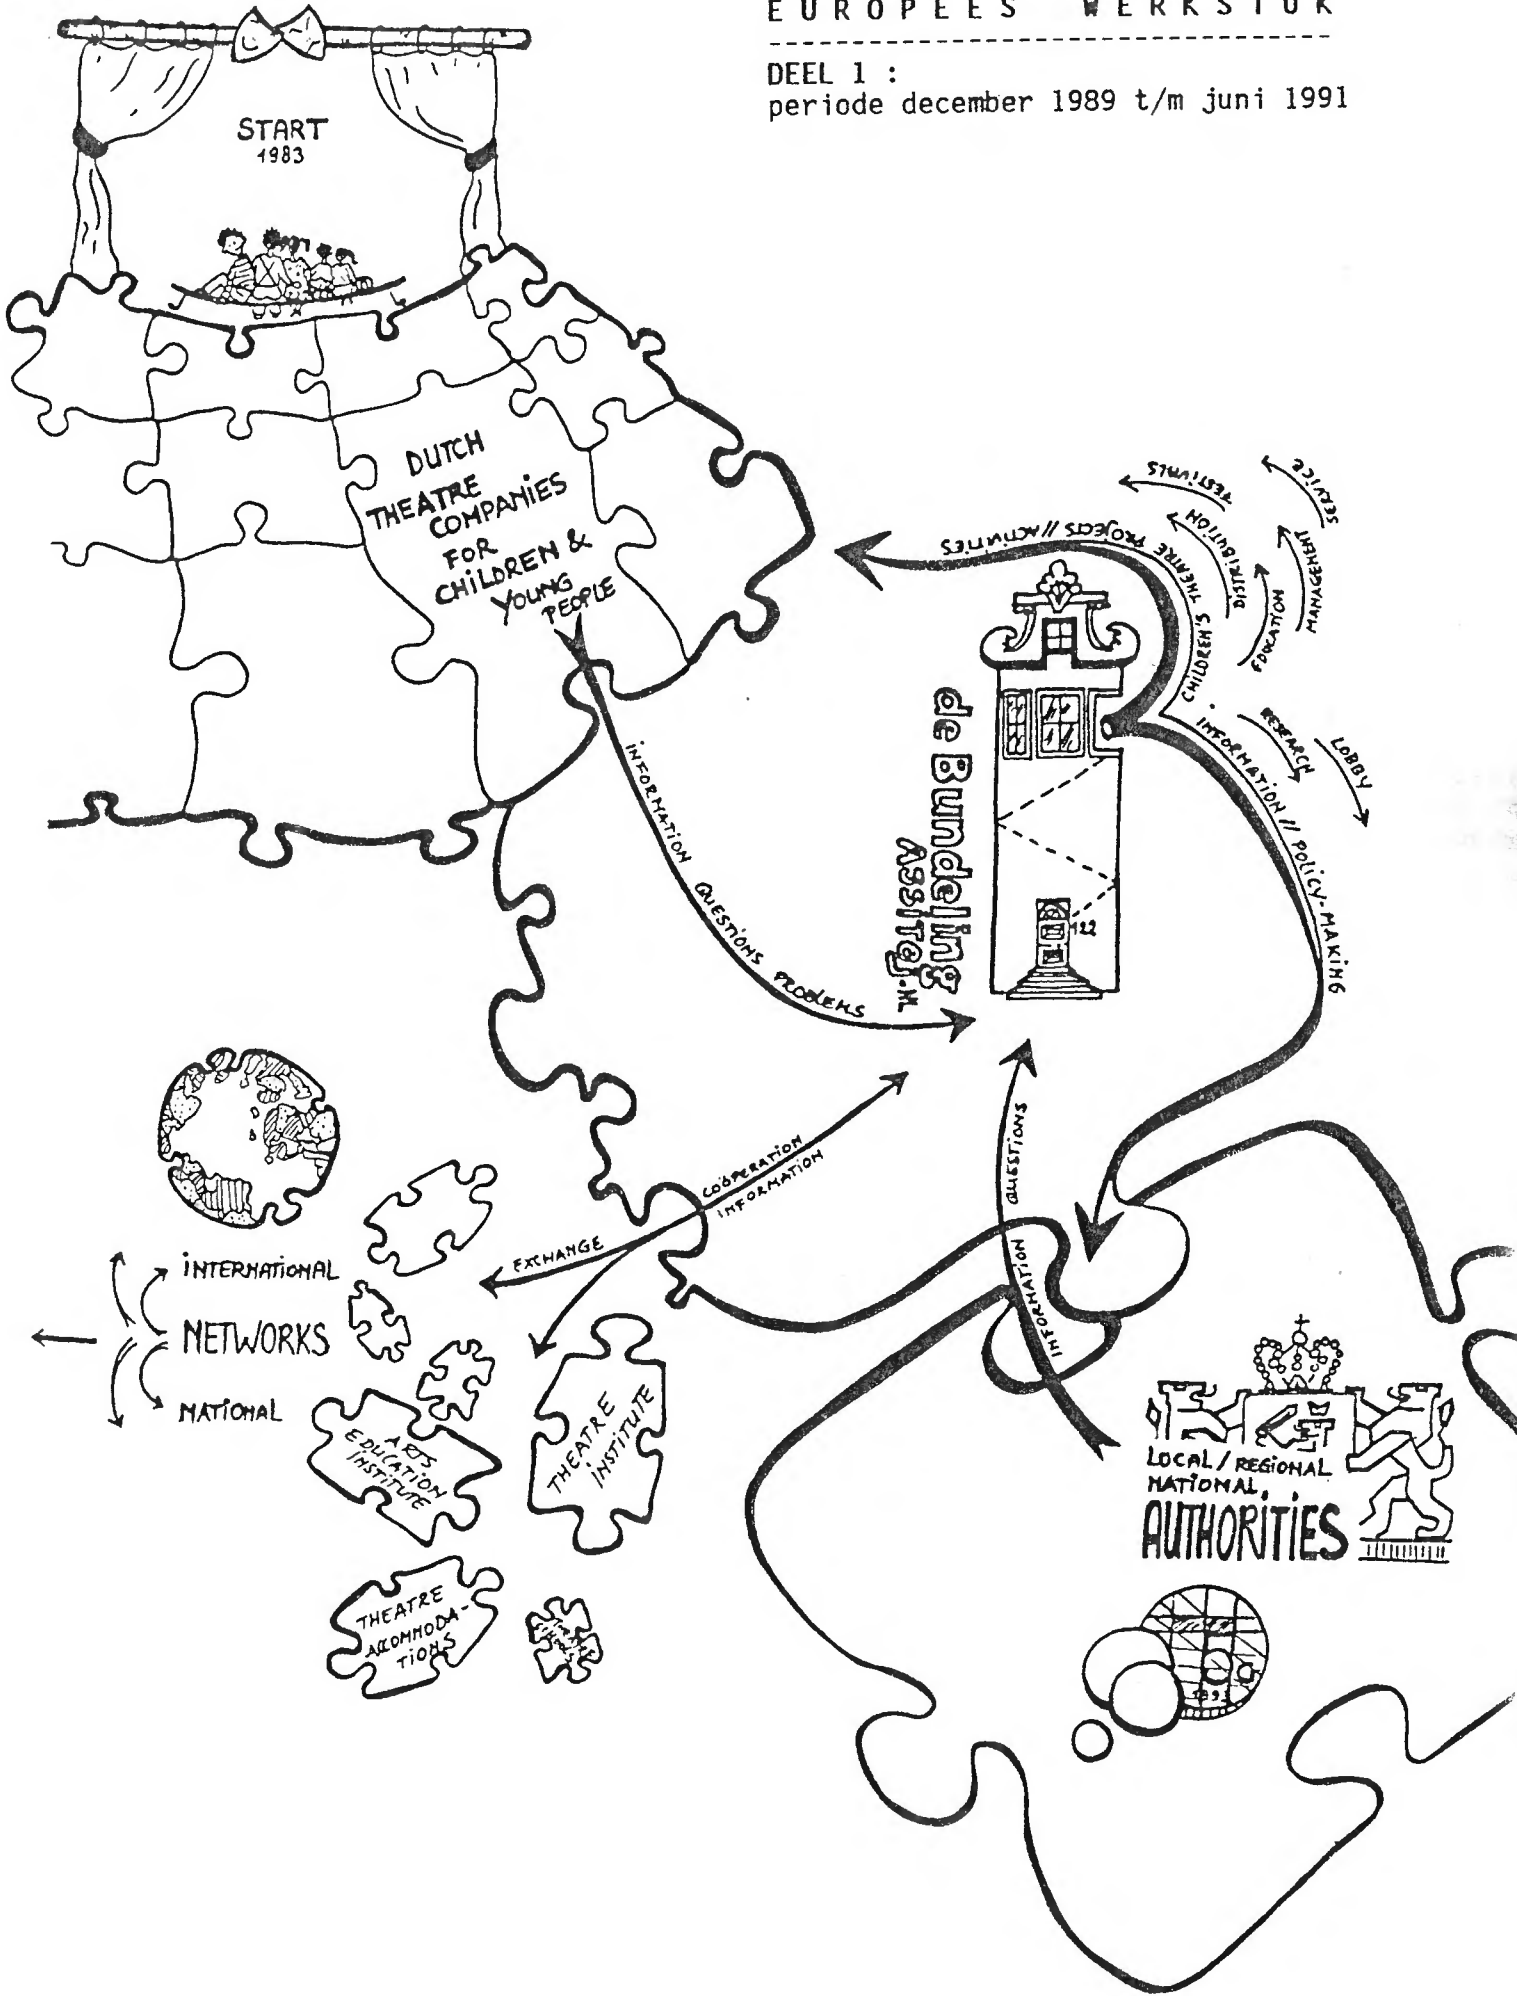 EUROPEES WERKSTUK
DEEL 1 :
periode december 1989 t/m juni 1991
START
1983
DUTCH
THEATRE
COMPANIES
FOR
CHILDREN &
YOUNG
PEOPLE
INFORMATION QUESTIONS PROBLEMS
de Bundeling
ASSITEJ-NL
122
CHILDREN'S THEATRE PROJECTS // ACTIVITIES
FESTIVALS
DISTRIBUTION
EDUCATION
SERVICE
MANAGEMENT
INFORMATION // POLICY-MAKING
RESEARCH
LOBBY
COÖPERATION
INFORMATION
EXCHANGE
INFORMATION QUESTIONS
INTERNATIONAL
NETWORKS
NATIONAL
ARTS
EDUCATION
INSTITUTE
THEATRE
INSTITUTE
THEATRE
ACCOMMODA-
TIONS
LOCAL / REGIONAL
NATIONAL
AUTHORITIES